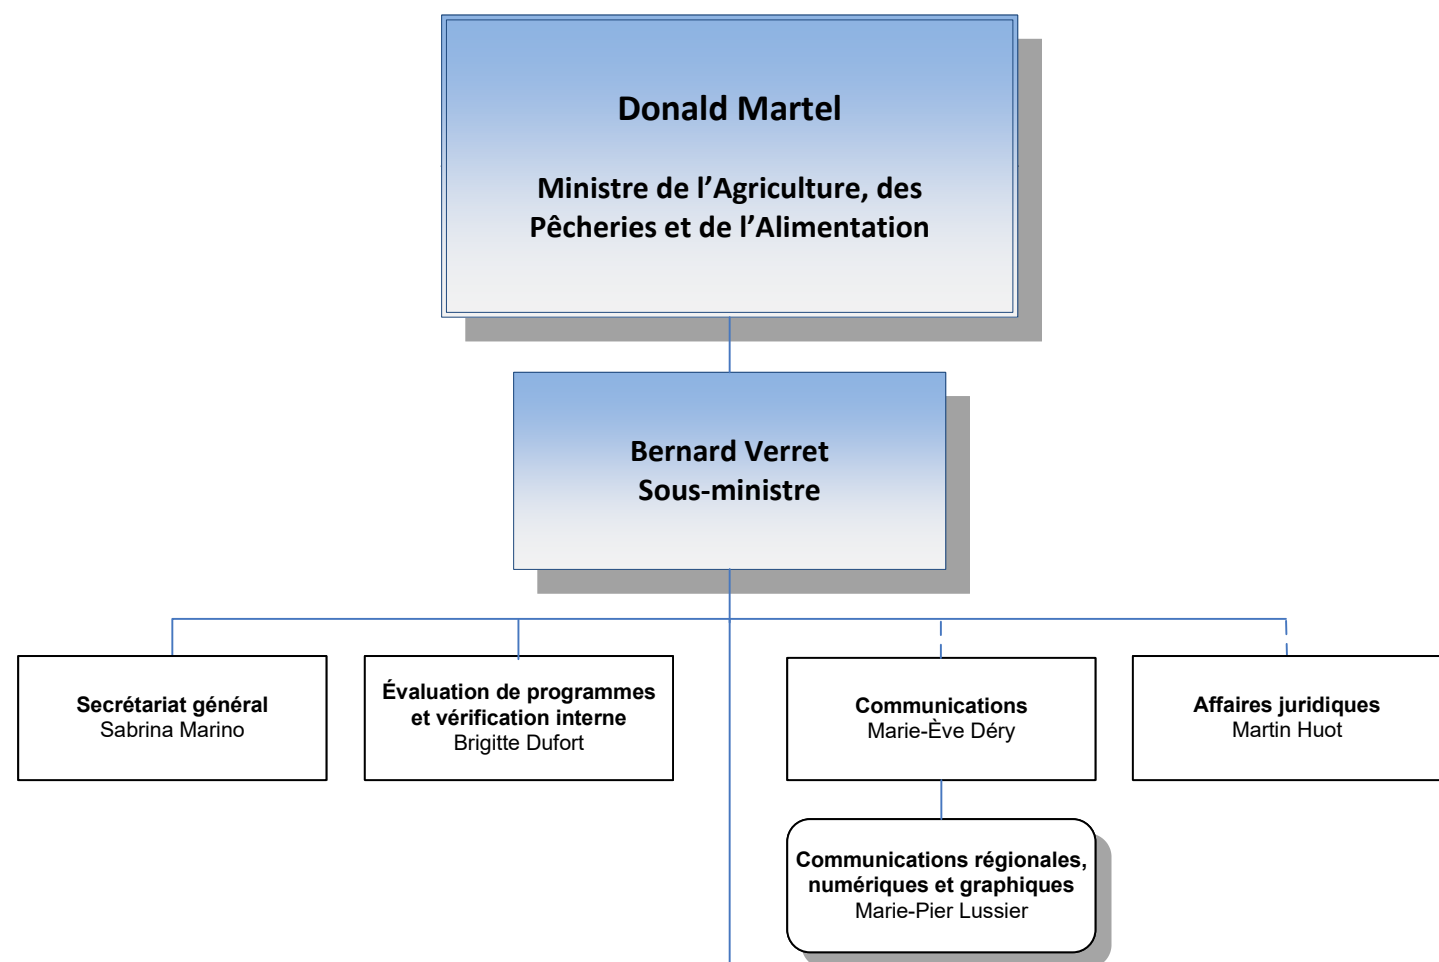 Donald Martel
Ministre de l’Agriculture, des
Pêcheries et de l’Alimentation
Bernard Verret
Sous-ministre
Secrétariat général
Sabrina Marino
Évaluation de programmes
et vérification interne
Brigitte Dufort
Communications
Marie-Ève Déry
Affaires juridiques
Martin Huot
Communications régionales,
numériques et graphiques
Marie-Pier Lussier